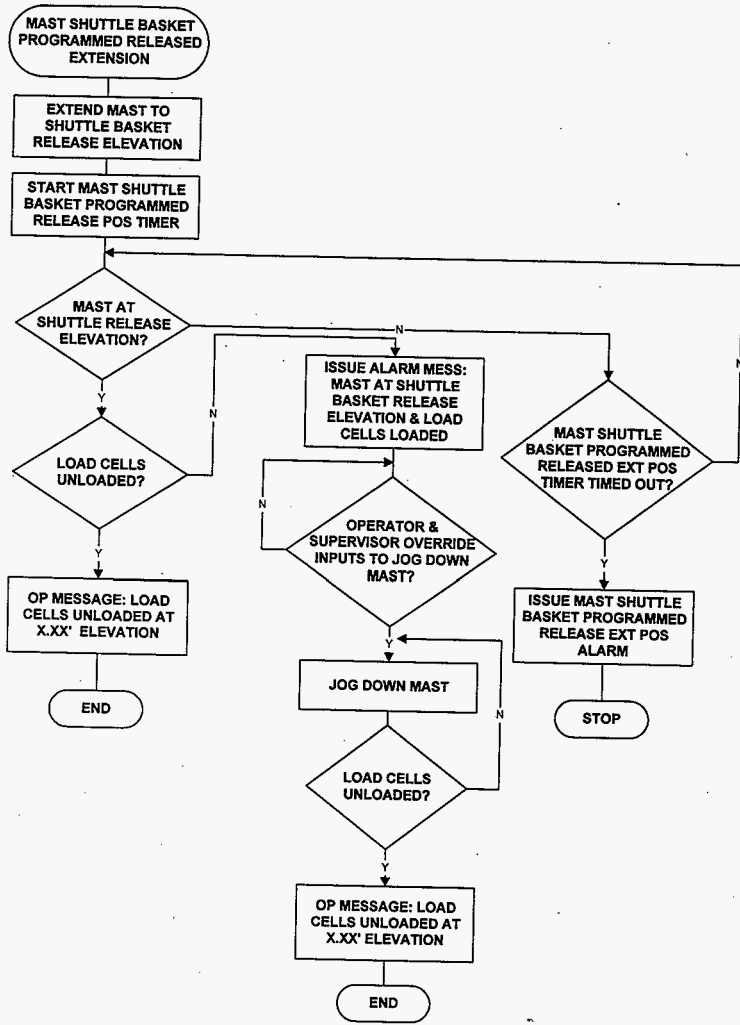 MAST SHUTTLE BASKET
PROGRAMMED RELEASED
EXTENSION
EXTEND MAST TO
SHUTTLE BASKET
RELEASE ELEVATION
START MAST SHUTTLE
BASKET PROGRAMMED
RELEASE POS TIMER
MAST AT
SHUTTLE RELEASE
ELEVATION?
N
Y
LOAD CELLS
UNLOADED?
N
Y
OP MESSAGE: LOAD
CELLS UNLOADED AT
X.XX' ELEVATION
END
ISSUE ALARM MESS:
MAST AT SHUTTLE
BASKET RELEASE
ELEVATION & LOAD
CELLS LOADED
N
OPERATOR &
SUPERVISOR OVERRIDE
INPUTS TO JOG DOWN
MAST?
Y
JOG DOWN MAST
N
LOAD CELLS
UNLOADED?
Y
OP MESSAGE: LOAD
CELLS UNLOADED AT
X.XX' ELEVATION
END
N
MAST SHUTTLE
BASKET PROGRAMMED
RELEASED EXT POS
TIMER TIMED OUT?
Y
ISSUE MAST SHUTTLE
BASKET PROGRAMMED
RELEASE EXT POS
ALARM
STOP